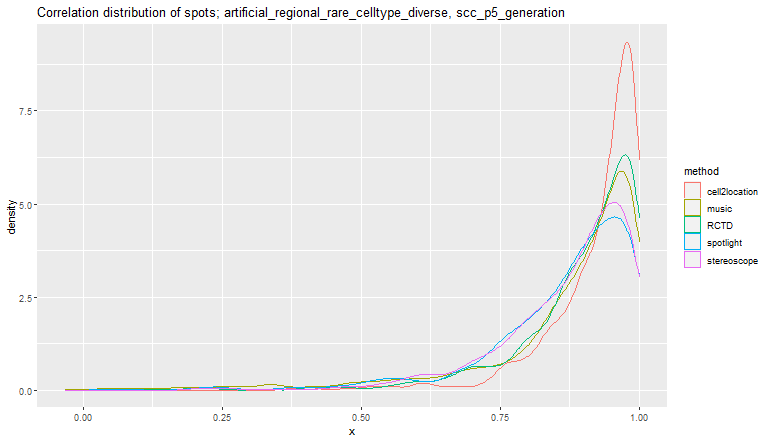 Correlation distribution of spots; artificial_regional_rare_celltype_diverse, scc_p5_generation
7.5
5.0
2.5
0.0
density
0.00 0.25 0.50 0.75 1.00
x
method
cell2location
music
RCTD
spotlight
stereoscope